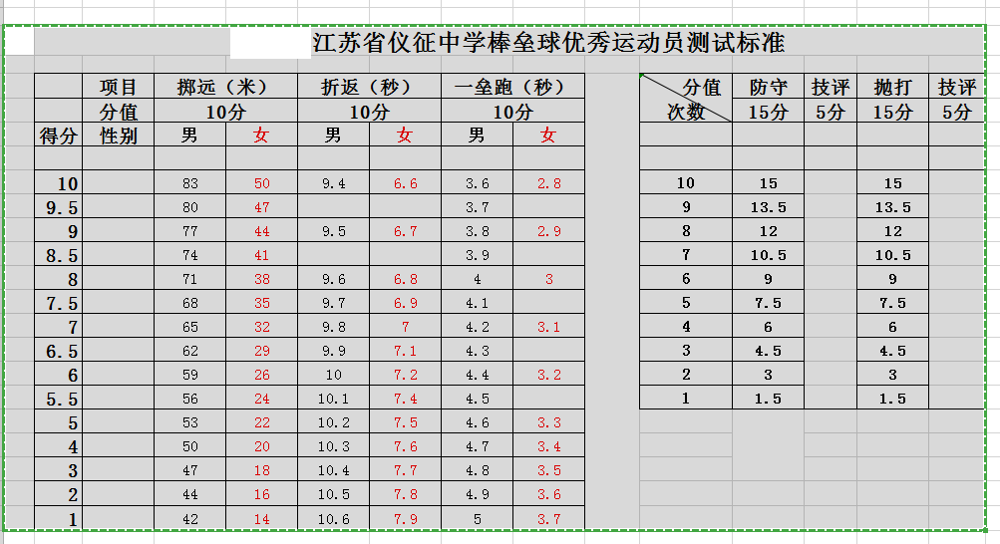 江苏省仪征中学棒垒球优秀运动员测试标准
项目 掷远（米） 折返（秒） 一垒跑（秒） 分值 防守 技评 抛打 技评
分值 10分 10分 10分 次数 15分 5分 15分 5分
得分 性别 男 女 男 女 男 女
10 83 50 9.4 6.6 3.6 2.8 10 15 15
9.5 80 47 3.7 9 13.5 13.5
9 77 44 9.5 6.7 3.8 2.9 8 12 12
8.5 74 41 3.9 7 10.5 10.5
8 71 38 9.6 6.8 4 3 6 9 9
7.5 68 35 9.7 6.9 4.1 5 7.5 7.5
7 65 32 9.8 7 4.2 3.1 4 6 6
6.5 62 29 9.9 7.1 4.3 3 4.5 4.5
6 59 26 10 7.2 4.4 3.2 2 3 3
5.5 56 24 10.1 7.4 4.5 1 1.5 1.5
5 53 22 10.2 7.5 4.6 3.3
4 50 20 10.3 7.6 4.7 3.4
3 47 18 10.4 7.7 4.8 3.5
2 44 16 10.5 7.8 4.9 3.6
1 42 14 10.6 7.9 5 3.7